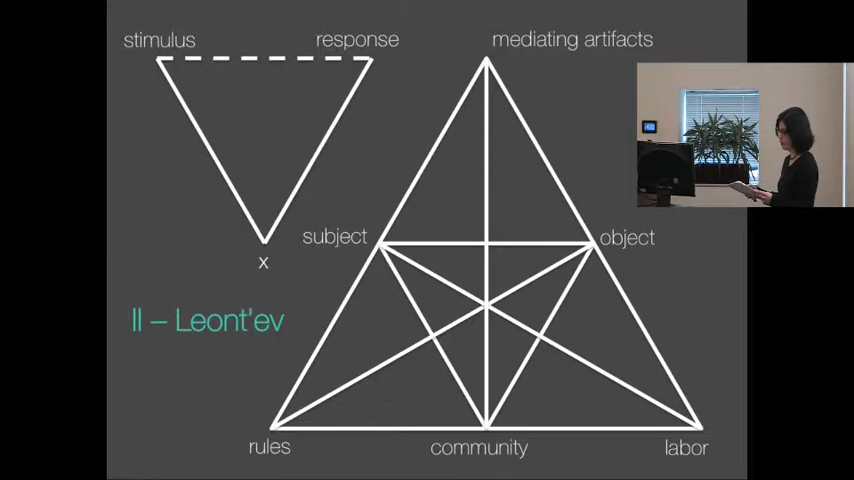 stimulus
response
mediating artifacts
subject
object
x
II – Leont'ev
rules
community
labor